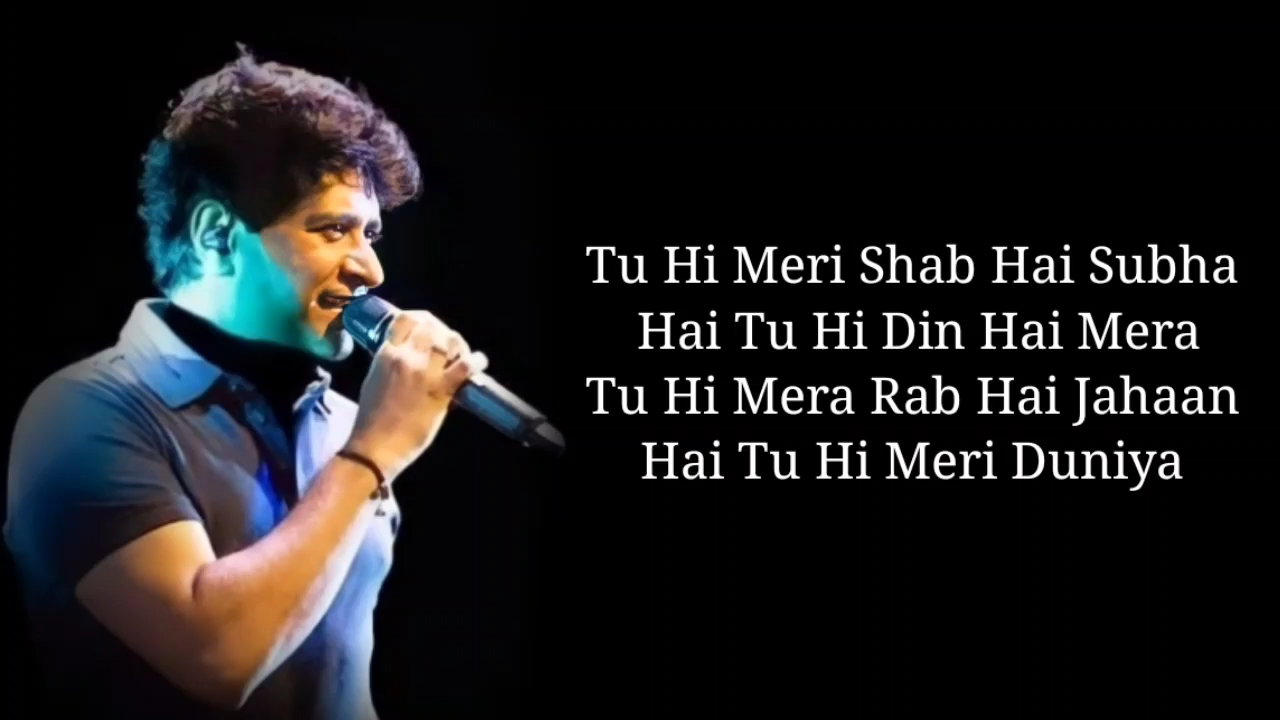 Tu Hi Meri Shab Hai Subha
Hai Tu Hi Din Hai Mera
Tu Hi Mera Rab Hai Jahaan
Hai Tu Hi Meri Duniya